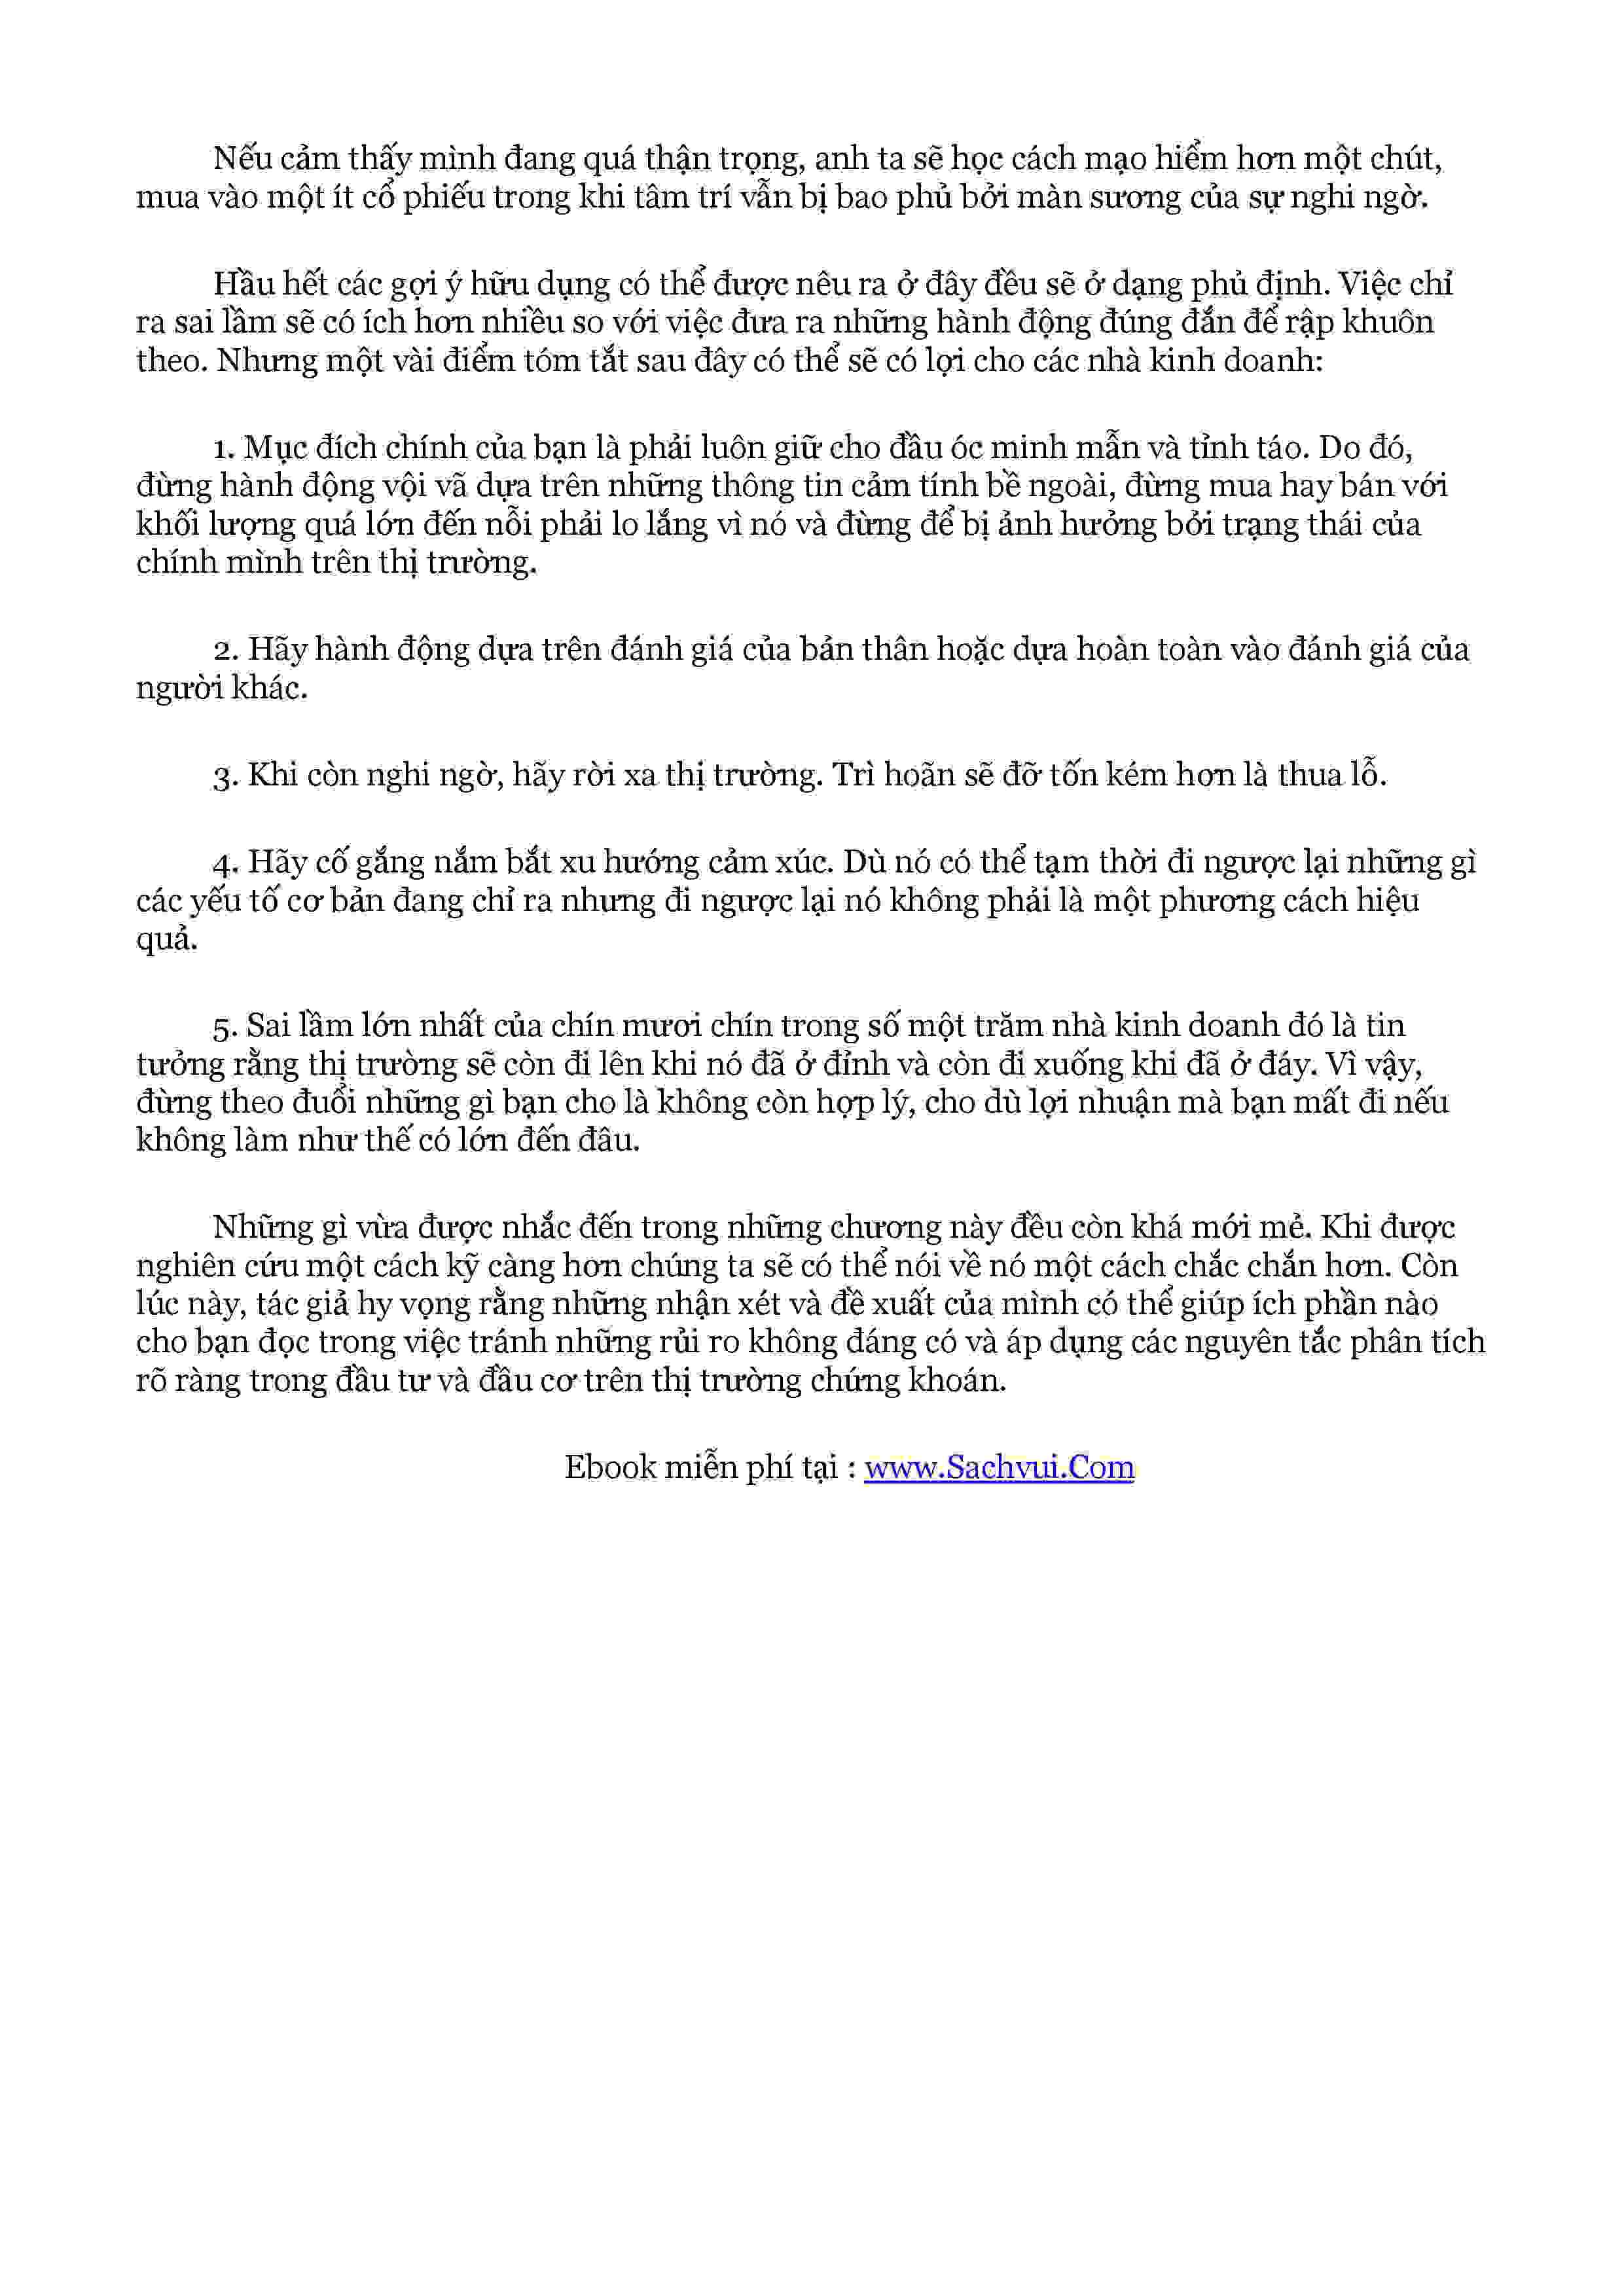 Nếu cảm thấy mình đang quá thận trọng, anh ta sẽ học cách mạo hiểm hơn một chút,
mua vào một ít cổ phiếu trong khi tâm trí vẫn bị bao phủ bởi màn sương của sự nghi ngờ.
Hầu hết các gợi ý hữu dụng có thể được nêu ra ở đây đều sẽ ở dạng phủ định. Việc chỉ
ra sai lầm sẽ có ích hơn nhiều so với việc đưa ra những hành động đúng đắn để rập khuôn
theo. Nhưng một vài điểm tóm tắt sau đây có thể sẽ có lợi cho các nhà kinh doanh:
1. Mục đích chính của bạn là phải luôn giữ cho đầu óc minh mẫn và tỉnh táo. Do đó,
đừng hành động vội vã dựa trên những thông tin cảm tính bề ngoài, đừng mua hay bán với
khối lượng quá lớn đến nỗi phải lo lắng vì nó và đừng để bị ảnh hưởng bởi trạng thái của
chính mình trên thị trường.
2. Hãy hành động dựa trên đánh giá của bản thân hoặc dựa hoàn toàn vào đánh giá của
người khác.
3. Khi còn nghi ngờ, hãy rời xa thị trường. Trì hoãn sẽ đỡ tốn kém hơn là thua lỗ.
4. Hãy cố gắng nắm bắt xu hướng cảm xúc. Dù nó có thể tạm thời đi ngược lại những gì
các yếu tố cơ bản đang chỉ ra nhưng đi ngược lại nó không phải là một phương cách hiệu
quả.
5. Sai lầm lớn nhất của chín mươi chín trong số một trăm nhà kinh doanh đó là tin
tưởng rằng thị trường sẽ còn đi lên khi nó đã ở đỉnh và còn đi xuống khi đã ở đáy. Vì vậy,
đừng theo đuổi những gì bạn cho là không còn hợp lý, cho dù lợi nhuận mà bạn mất đi nếu
không làm như thế có lớn đến đâu.
Những gì vừa được nhắc đến trong những chương này đều còn khá mới mẻ. Khi được
nghiên cứu một cách kỹ càng hơn chúng ta sẽ có thể nói về nó một cách chắc chắn hơn. Còn
lúc này, tác giả hy vọng rằng những nhận xét và đề xuất của mình có thể giúp ích phần nào
cho bạn đọc trong việc tránh những rủi ro không đáng có và áp dụng các nguyên tắc phân tích
rõ ràng trong đầu tư và đầu cơ trên thị trường chứng khoán.
Ebook miễn phí tại : www.Sachvui.Com